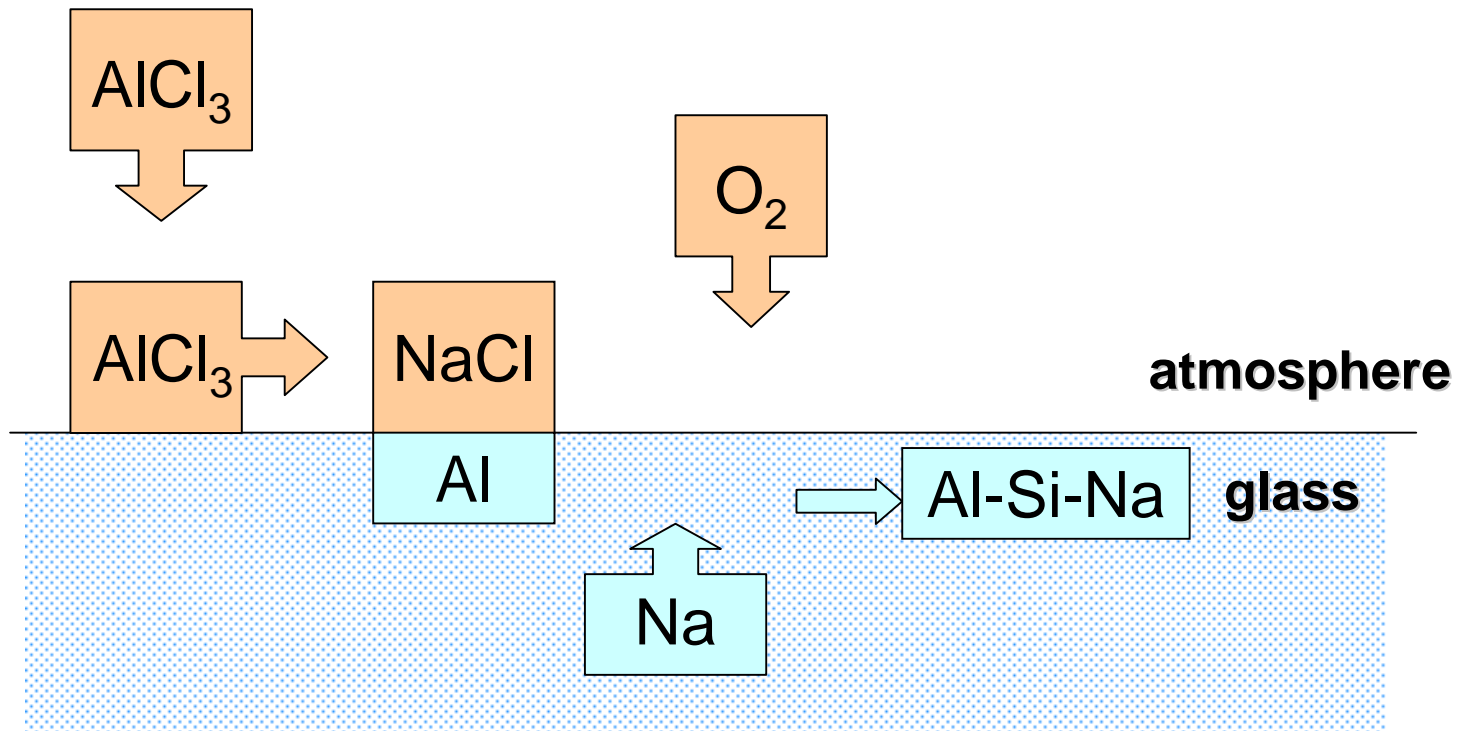 AlCl₃
O₂
AlCl₃
NaCl
atmosphere
Al
Al-Si-Na
glass
Na